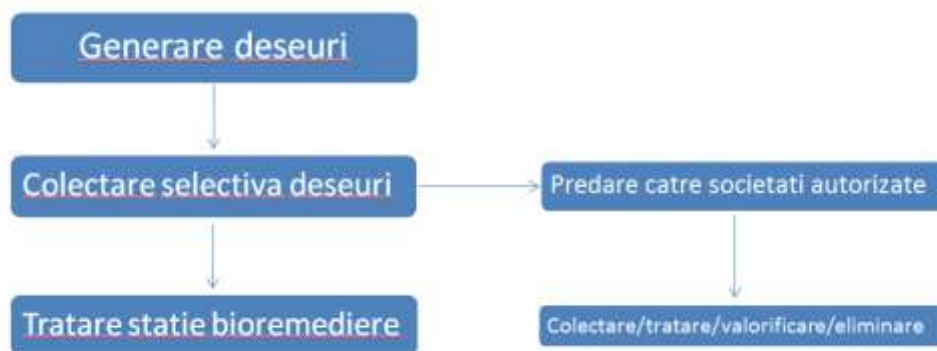 Generare deseuri
Colectare selectiva deseuri
Predare catre societati autorizate
Tratare statie bioremediere
Colectare/tratare/valorificare/eliminare